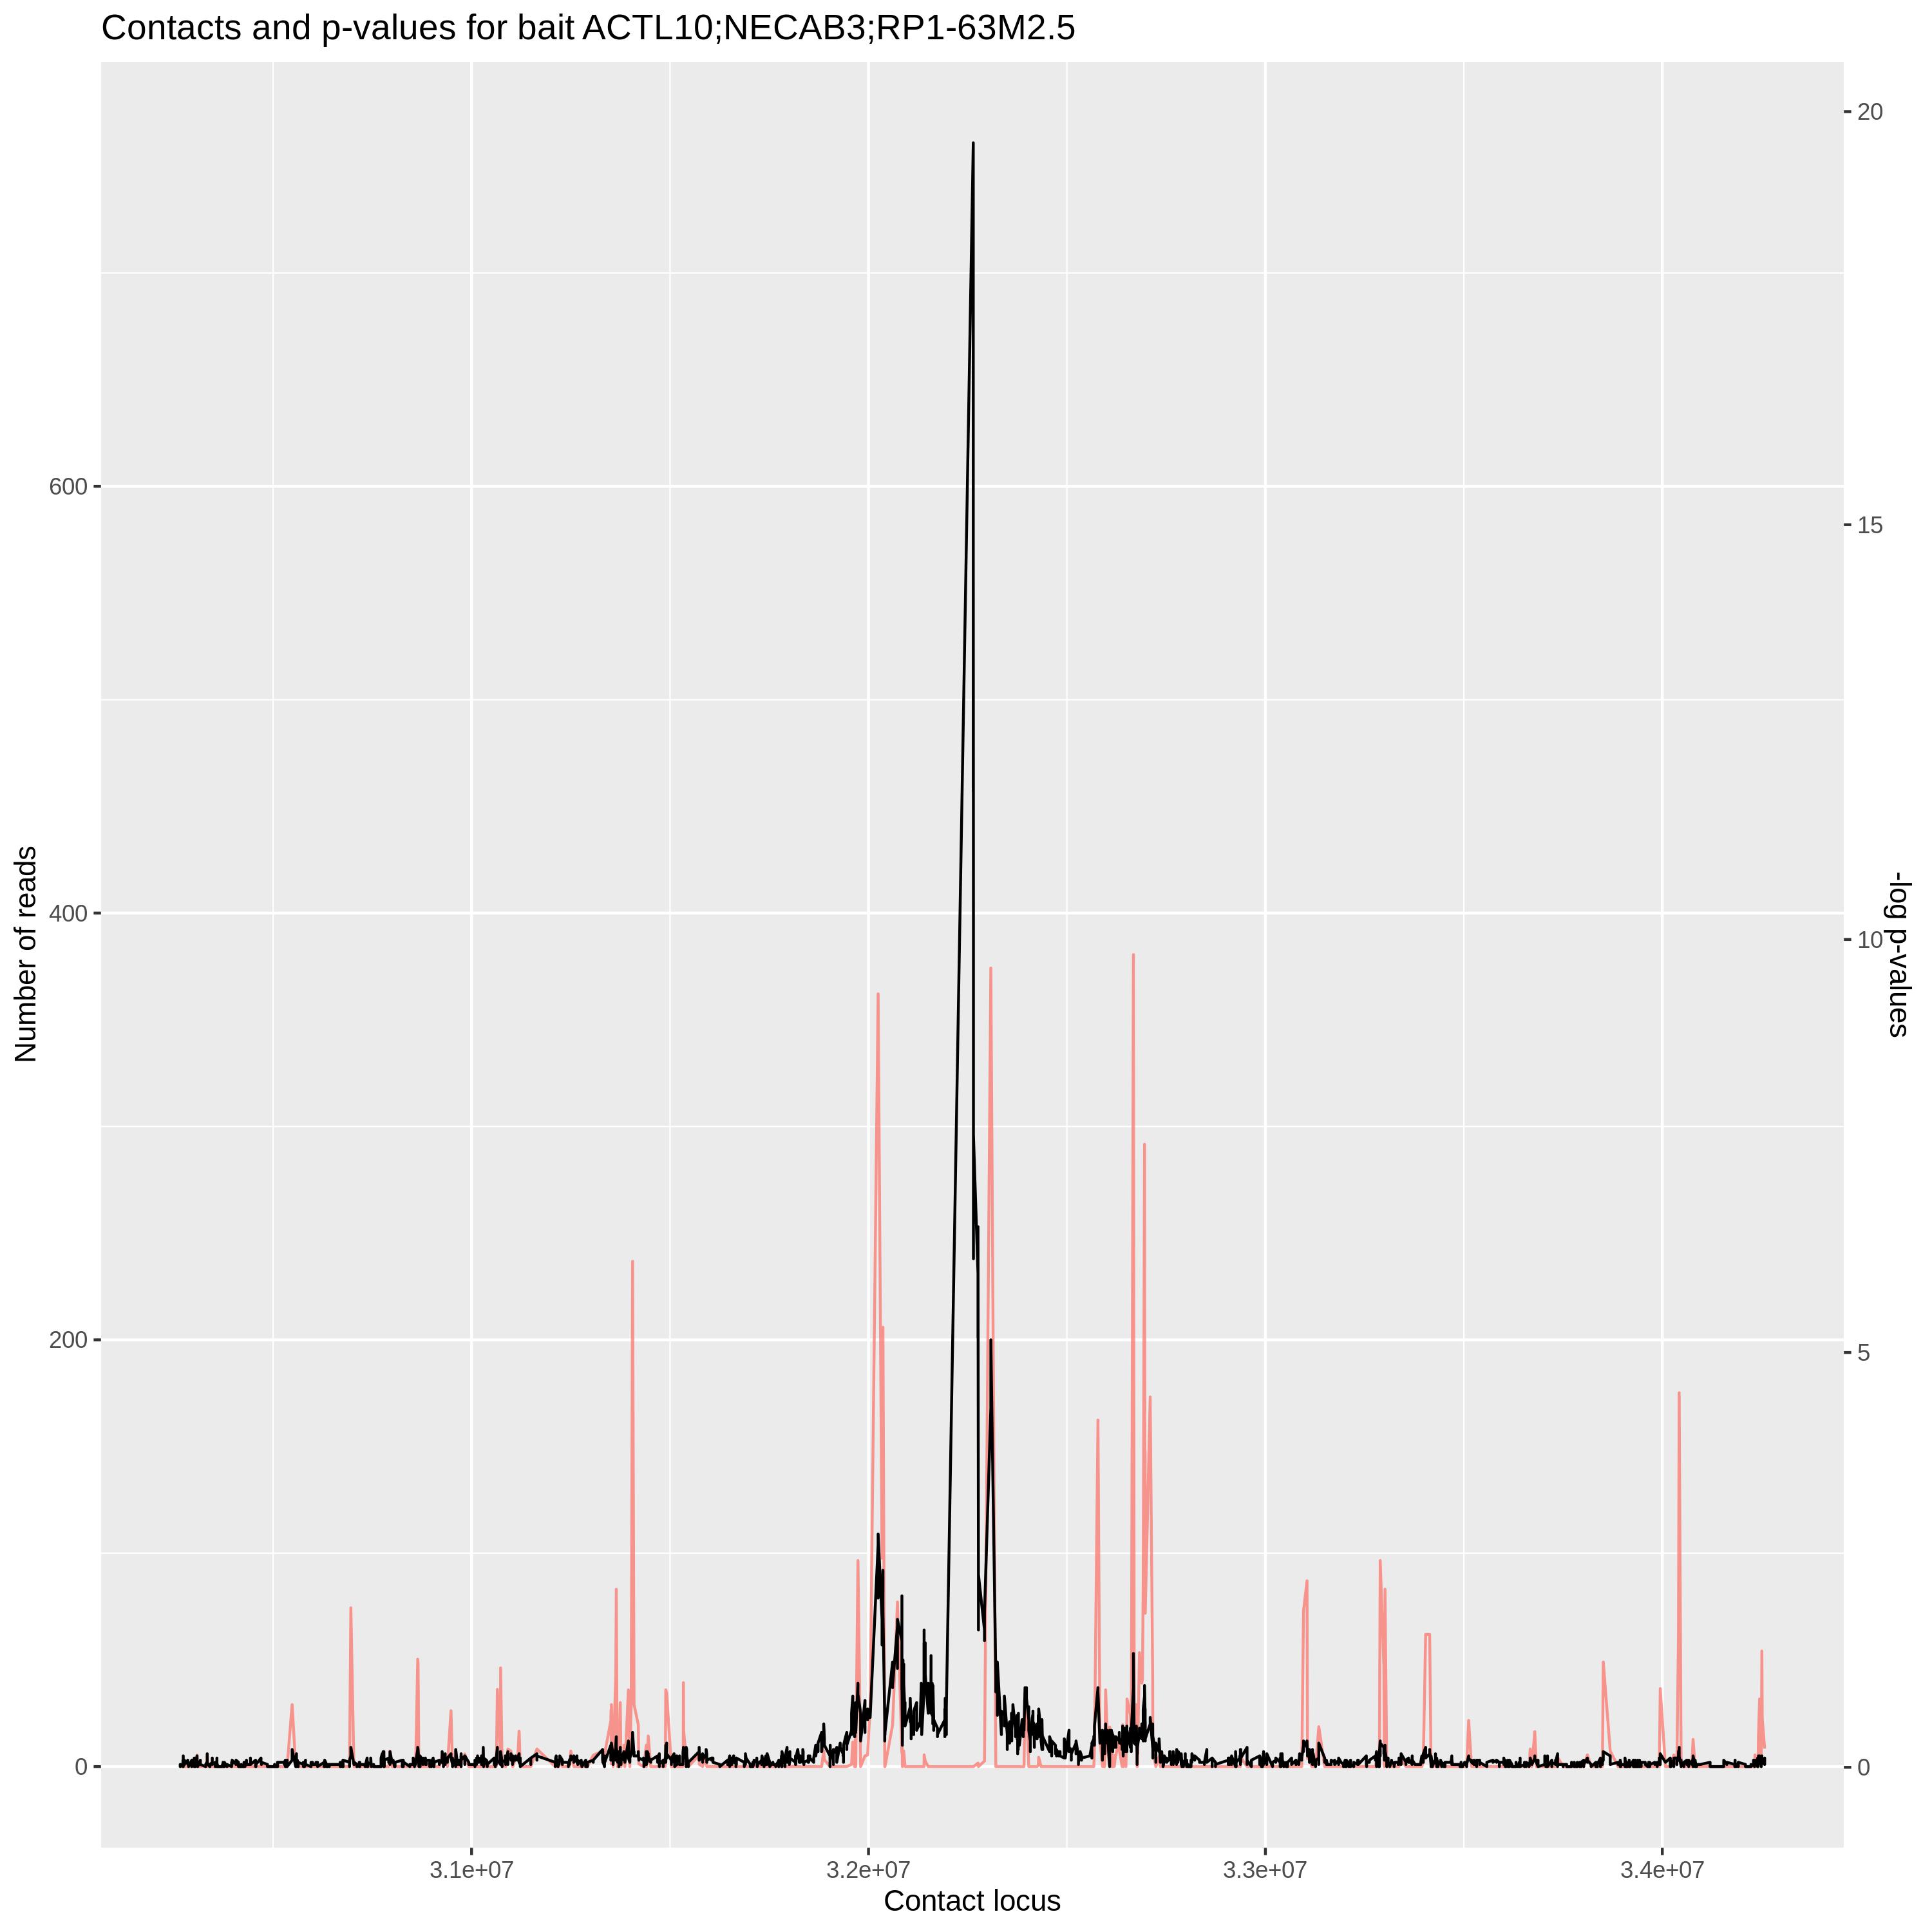 Contacts and p-values for bait ACTL10;NECAB3;RP1-63M2.5
20
600
15
Number of reads
400
10
-log p-values
200
5
0
0
3.1e+07
3.2e+07
3.3e+07
3.4e+07
Contact locus